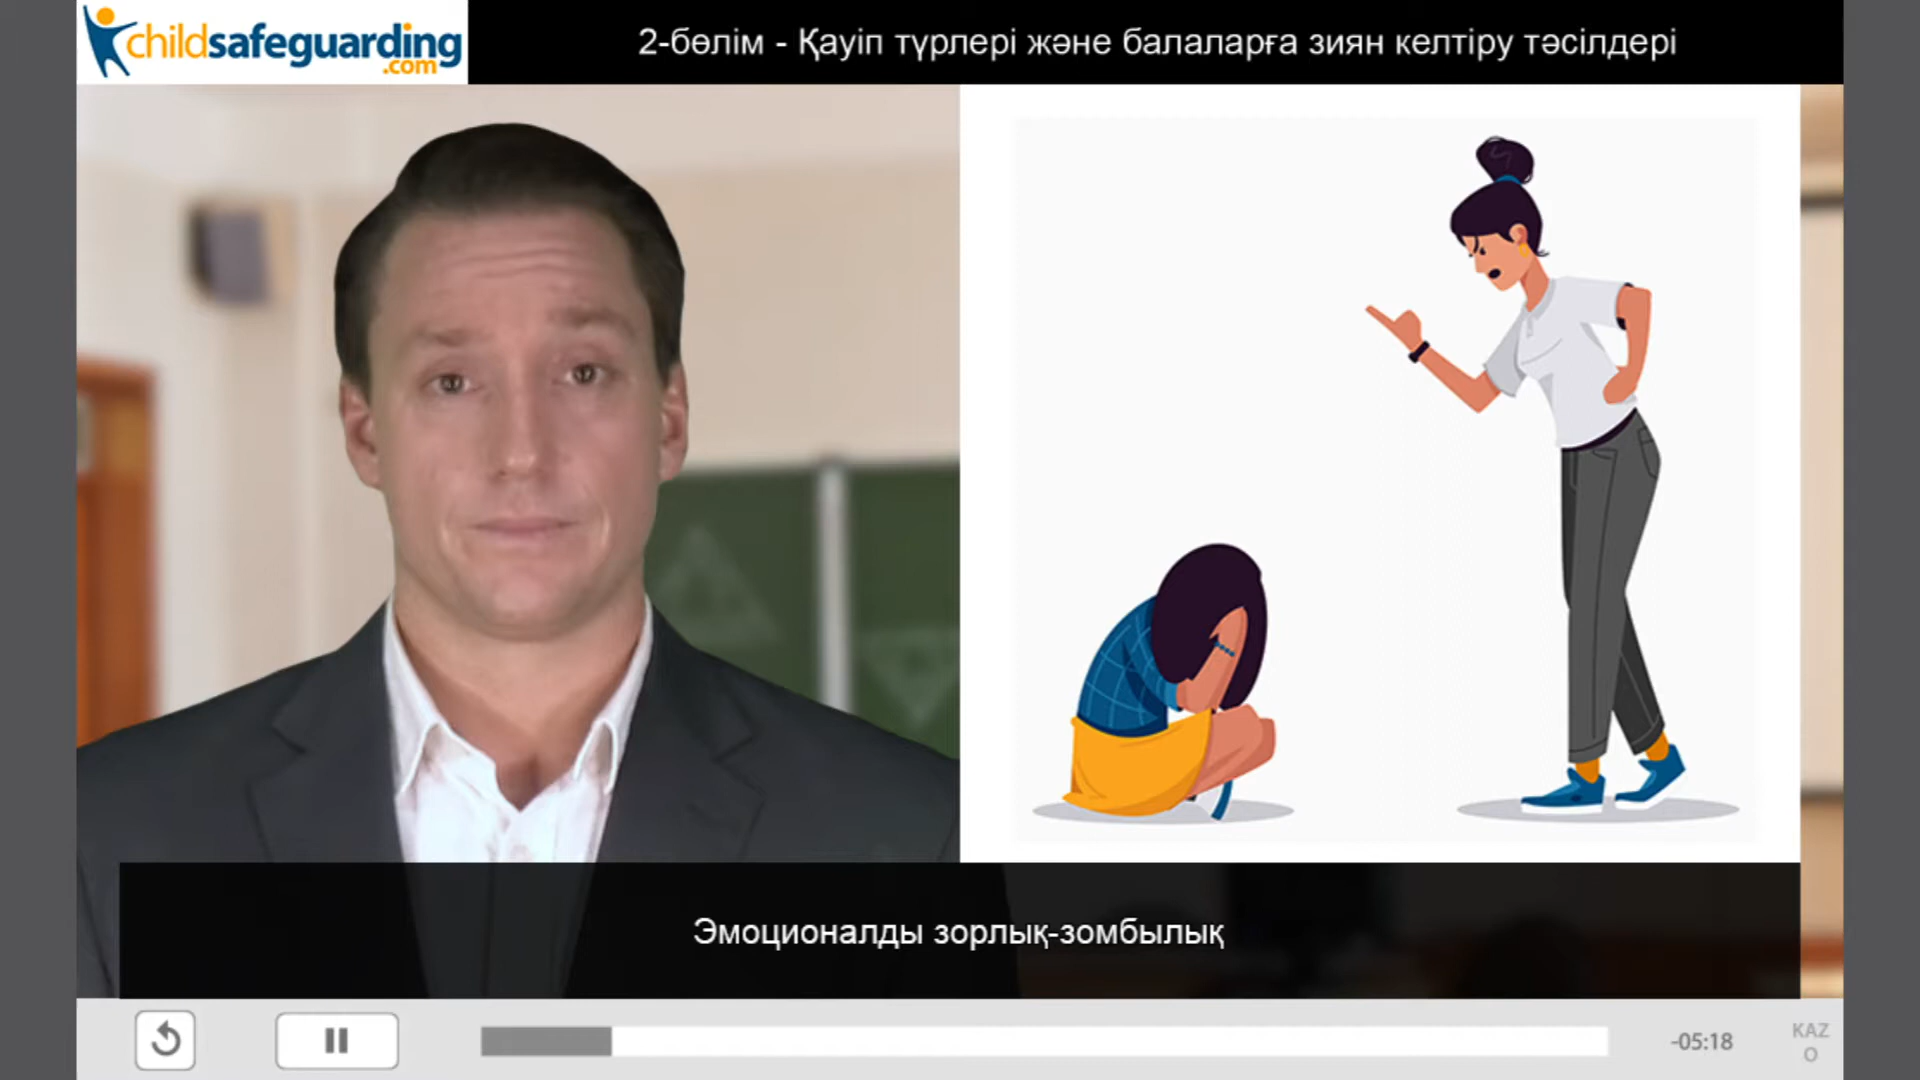 childsafeguarding
.com
2-бөлім - Қауіп түрлері және балаларға зиян келтіру тәсілдері
Эмоционалды зорлық-зомбылық
-05:18
KAZ
O